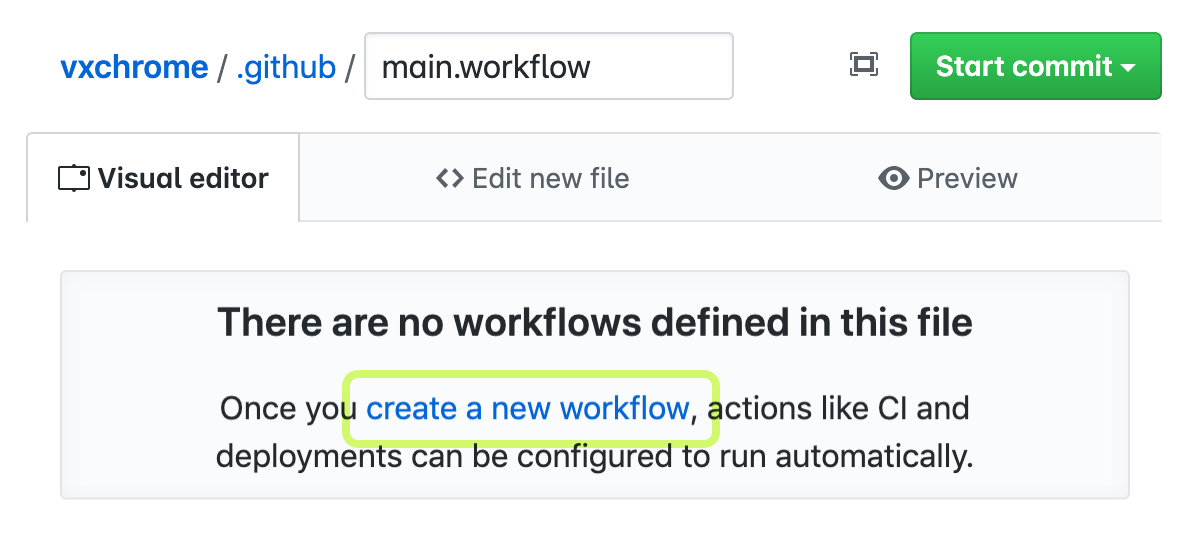 vxchrome / .github / main.workflow
Start commit
Visual editor
Edit new file
Preview
There are no workflows defined in this file
Once you create a new workflow, actions like CI and
deployments can be configured to run automatically.